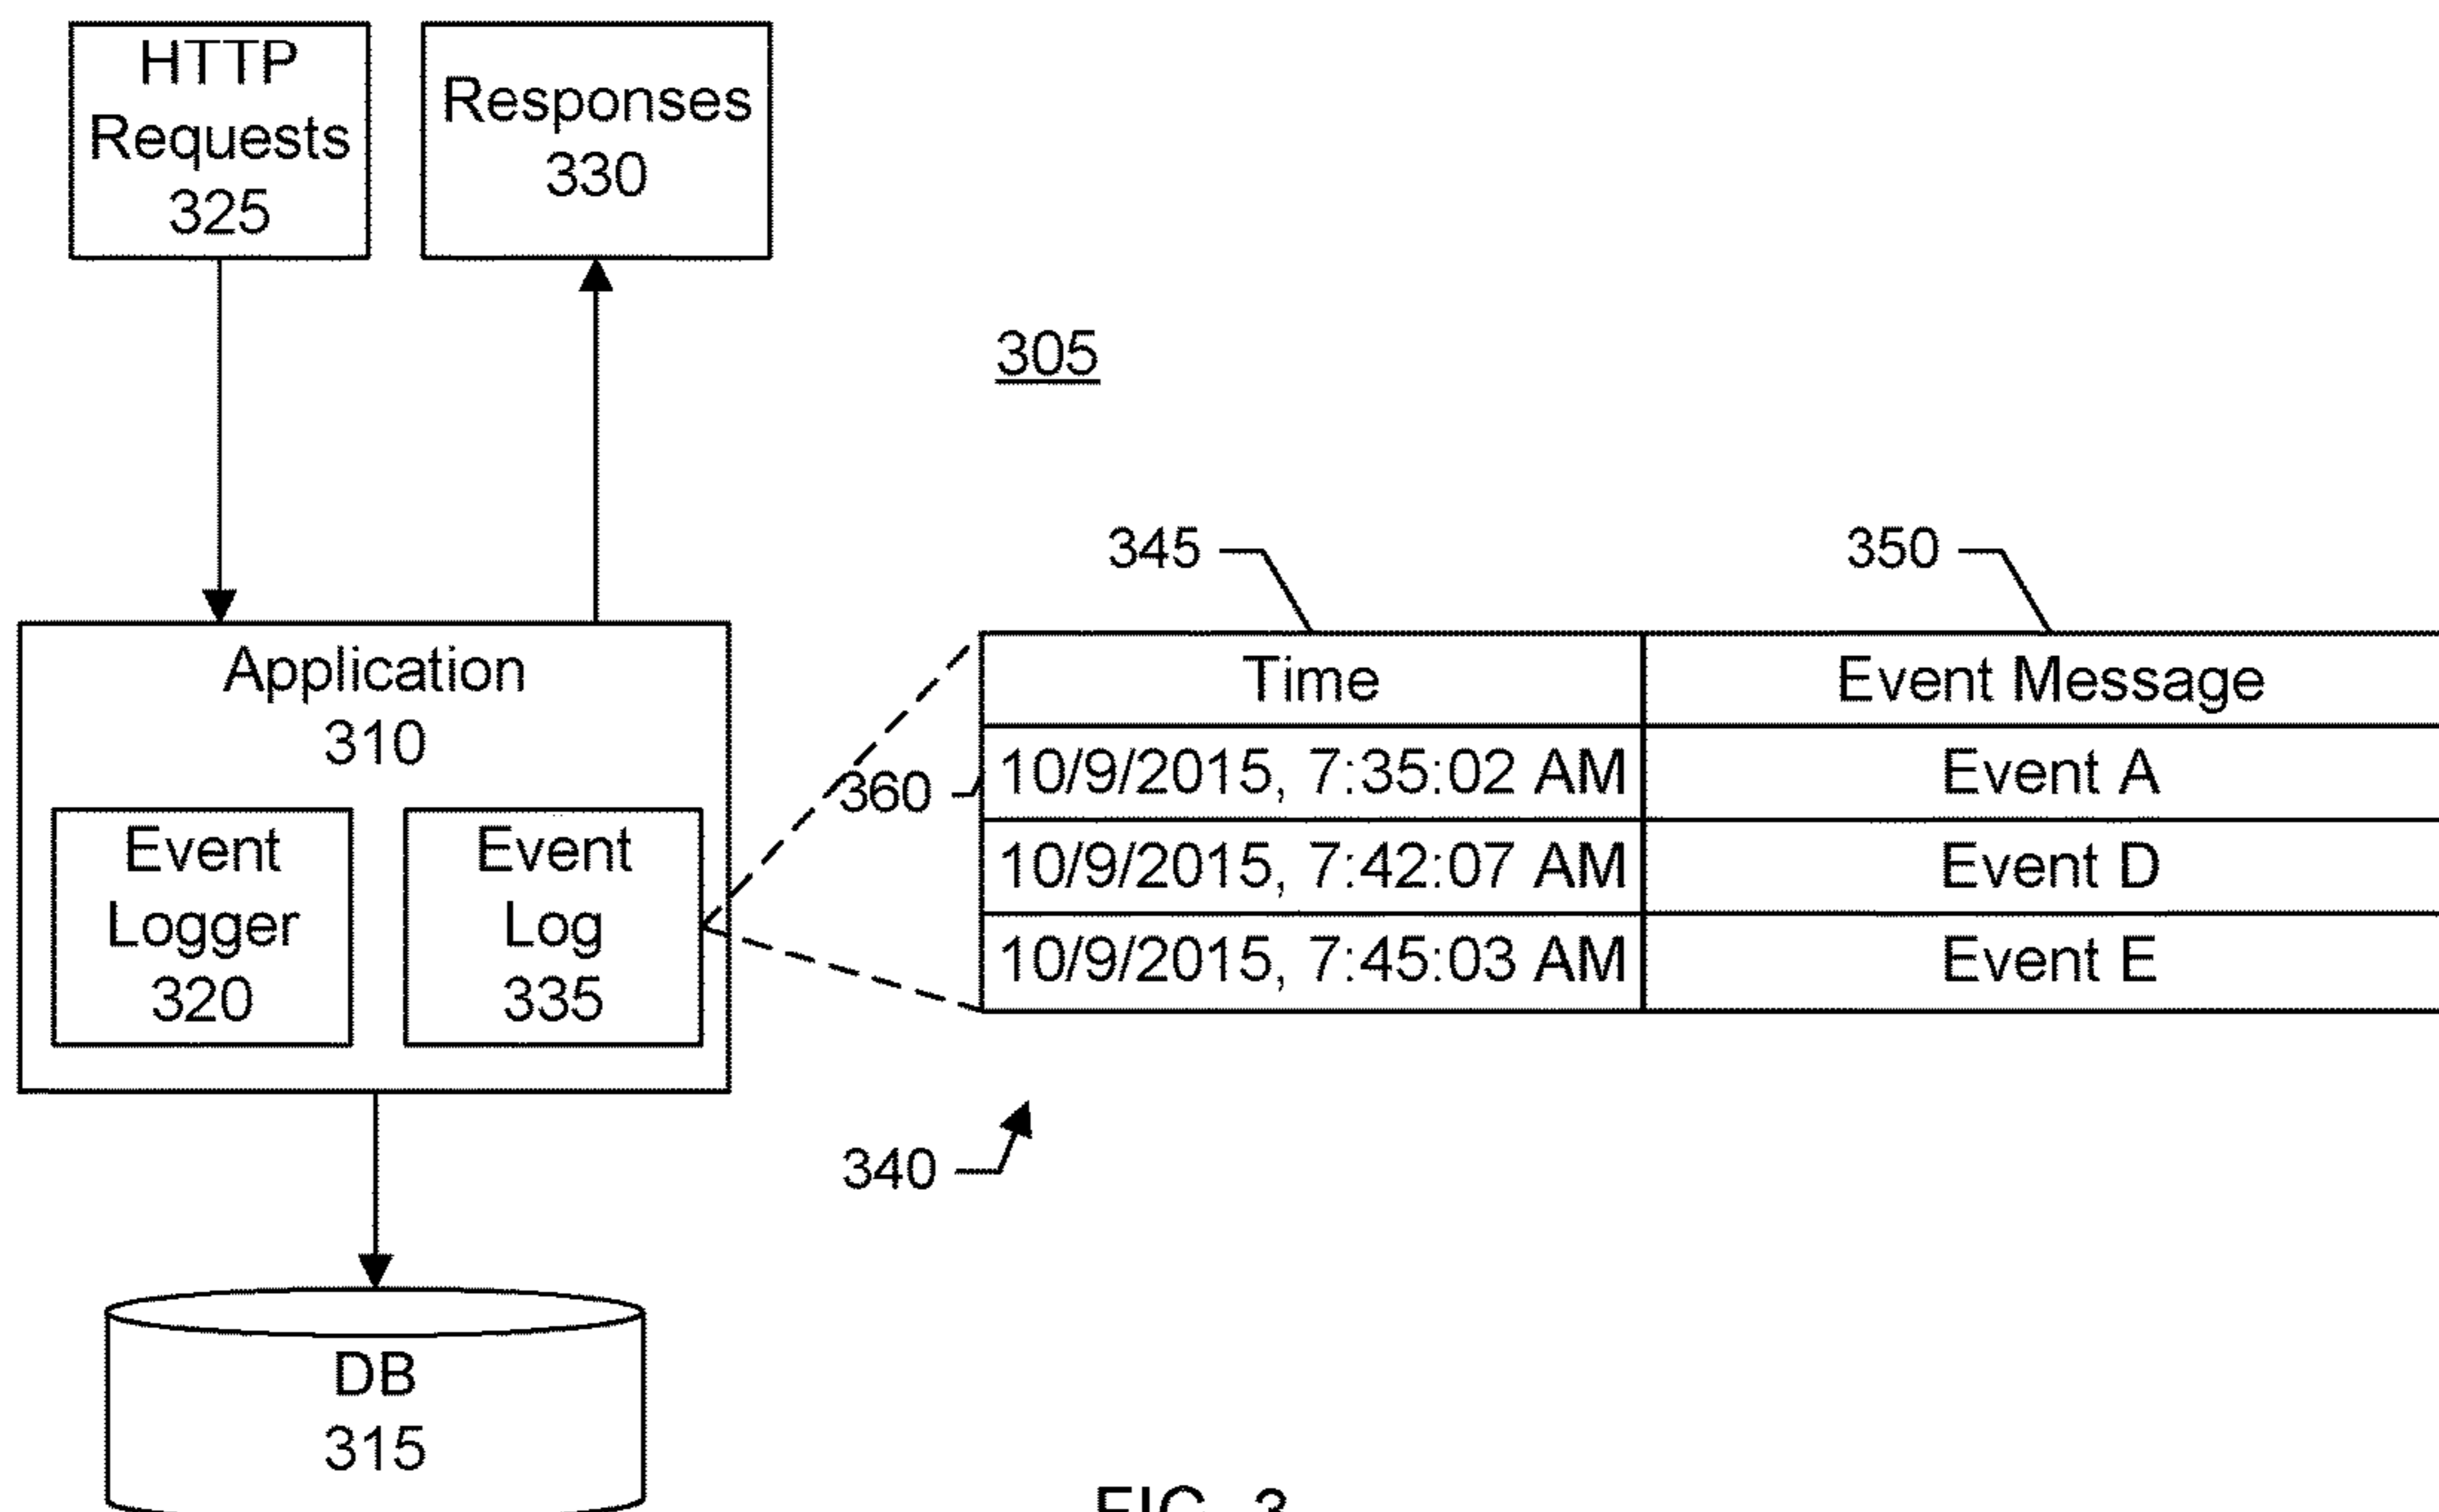 HTTP
Requests
325
Responses
330
305
345
350
Application
310
Event
Logger
320
Event
Log
335
360
Time Event Message
10/9/2015, 7:35:02 AM Event A
10/9/2015, 7:42:07 AM Event D
10/9/2015, 7:45:03 AM Event E
340
DB
315
FIG. 3